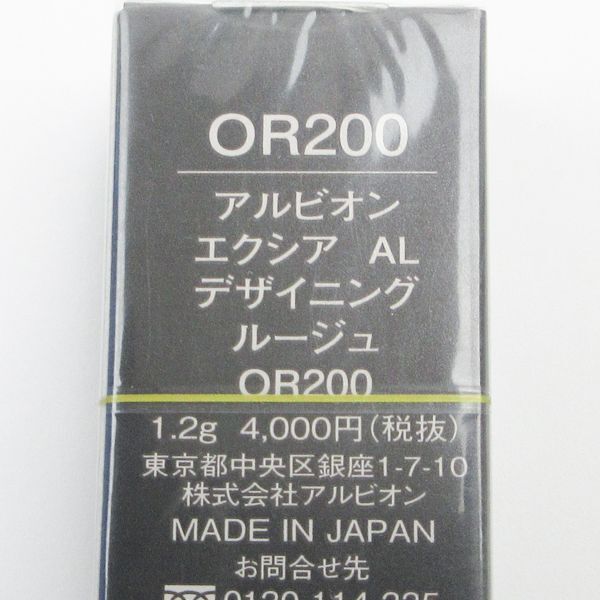 OR200
アルビオン
エクシア AL
デザイニング
ルージュ
OR200
1.2g 4,000円(税抜)
東京都中央区銀座1-7-10
株式会社アルビオン
MADE IN JAPAN
お問合せ先
0120-114-225